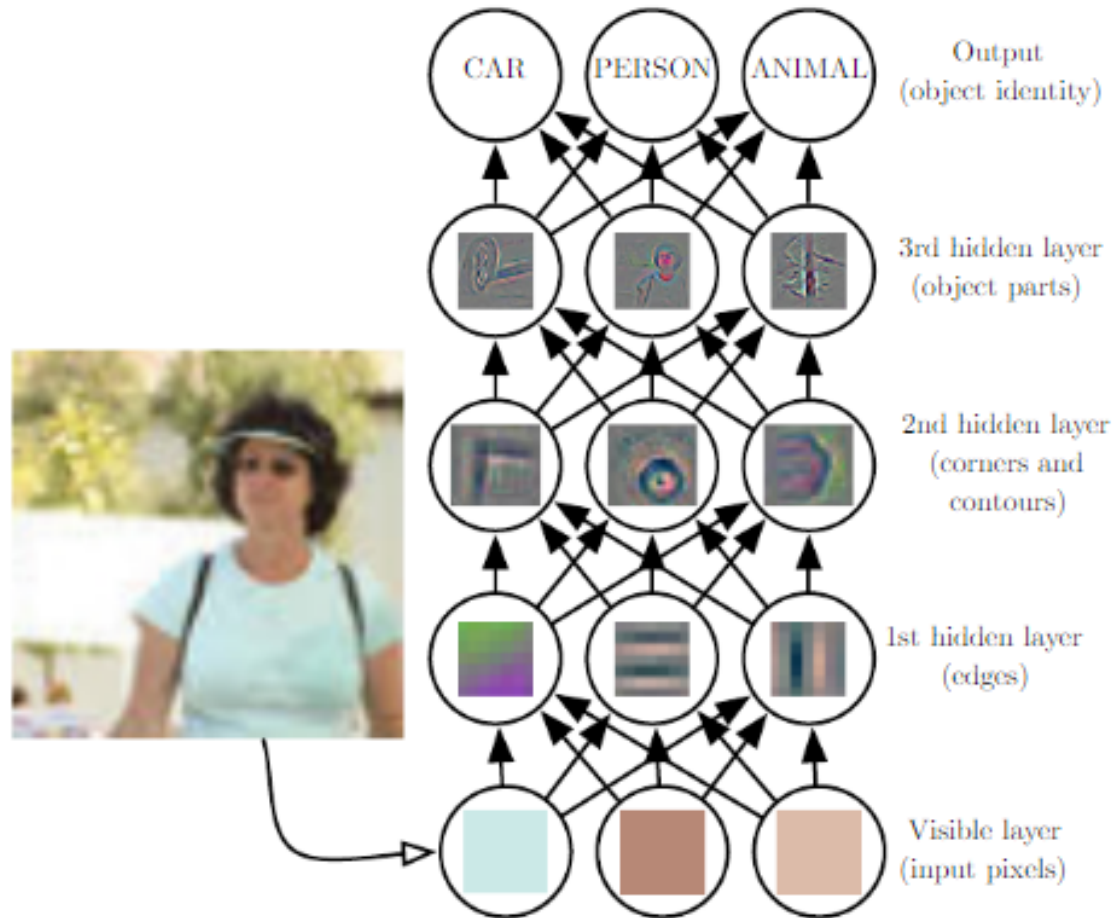 CAR PERSON ANIMAL
Output
(object identity)
3rd hidden layer
(object parts)
2nd hidden layer
(corners and
contours)
1st hidden layer
(edges)
Visible layer
(input pixels)